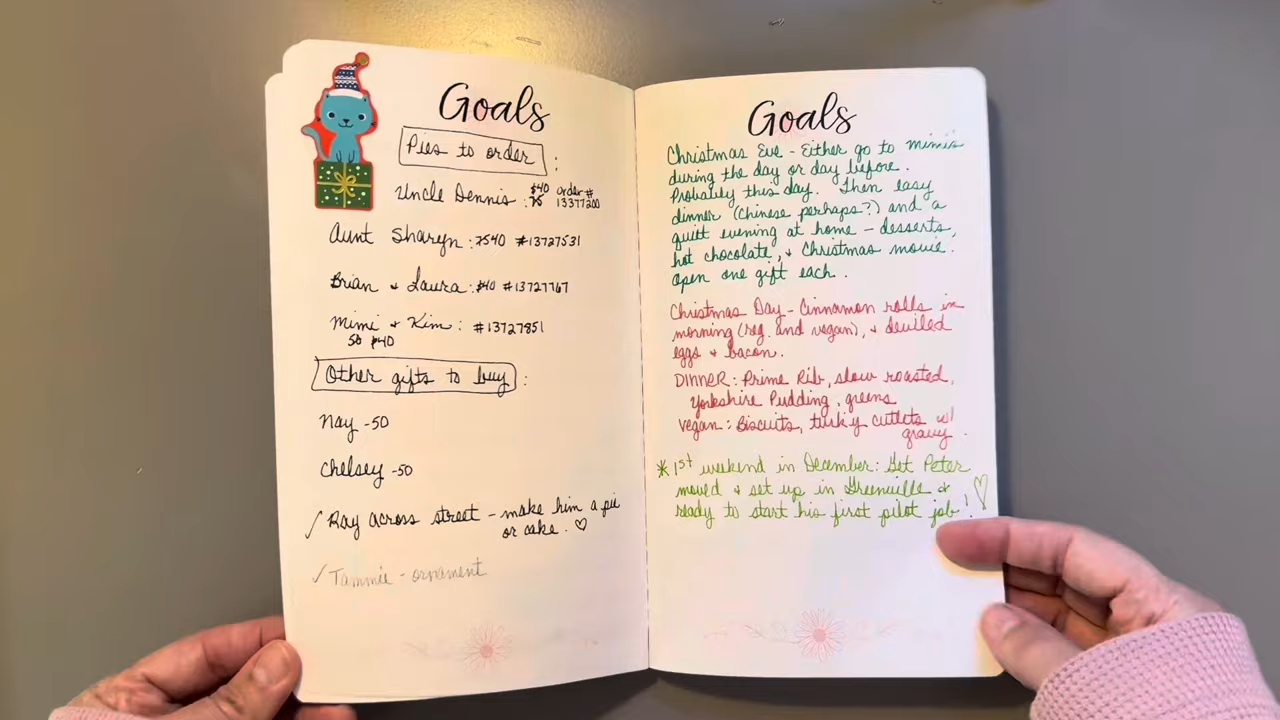 Goals
Pies to order :
Uncle Dennis : $40 order #
13377200
Aunt Sharyn : 7540 #13727531
Brian + Laura : $40 #13727767
Mimi + Kim : #13727851
50 $40
Other gifts to buy :
Nay -50
Chelsey -50
✓ Ray across street - make him a pie
or cake. ♡
✓ Tammie - ornament
Goals
Christmas Eve - Either go to mimi's
during the day or day before.
Probably this day. Then easy
dinner (Chinese perhaps?) and a
quiet evening at home - desserts,
hot chocolate, + Christmas movie.
Open one gift each.
Christmas Day - Cinnamon rolls in
morning (reg. and vegan), + deviled
eggs + bacon.
DINNER: Prime Rib, slow roasted,
Yorkshire Pudding, greens
Vegan: Biscuits, turky cutlets w/
gravy.
* 1st weekend in December: Get Peter
moved + set up in Greenville +
ready to start his first pilot job! ♡